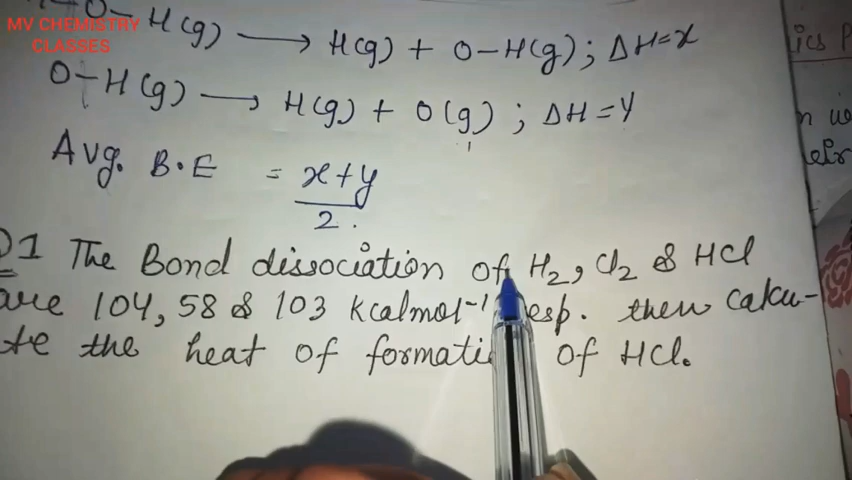 MV CHEMISTRY
CLASSES
O-H(g) → H(g) + O-H(g); ΔH=x
O-H(g) → H(g) + O(g); ΔH=y
Avg. B.E = x+y
2.
Q1 The Bond dissociation of H₂, Cl₂ & HCl
are 104, 58 & 103 Kcalmol⁻¹ resp. then calcu-
te the heat of formati of HCl.
ics P